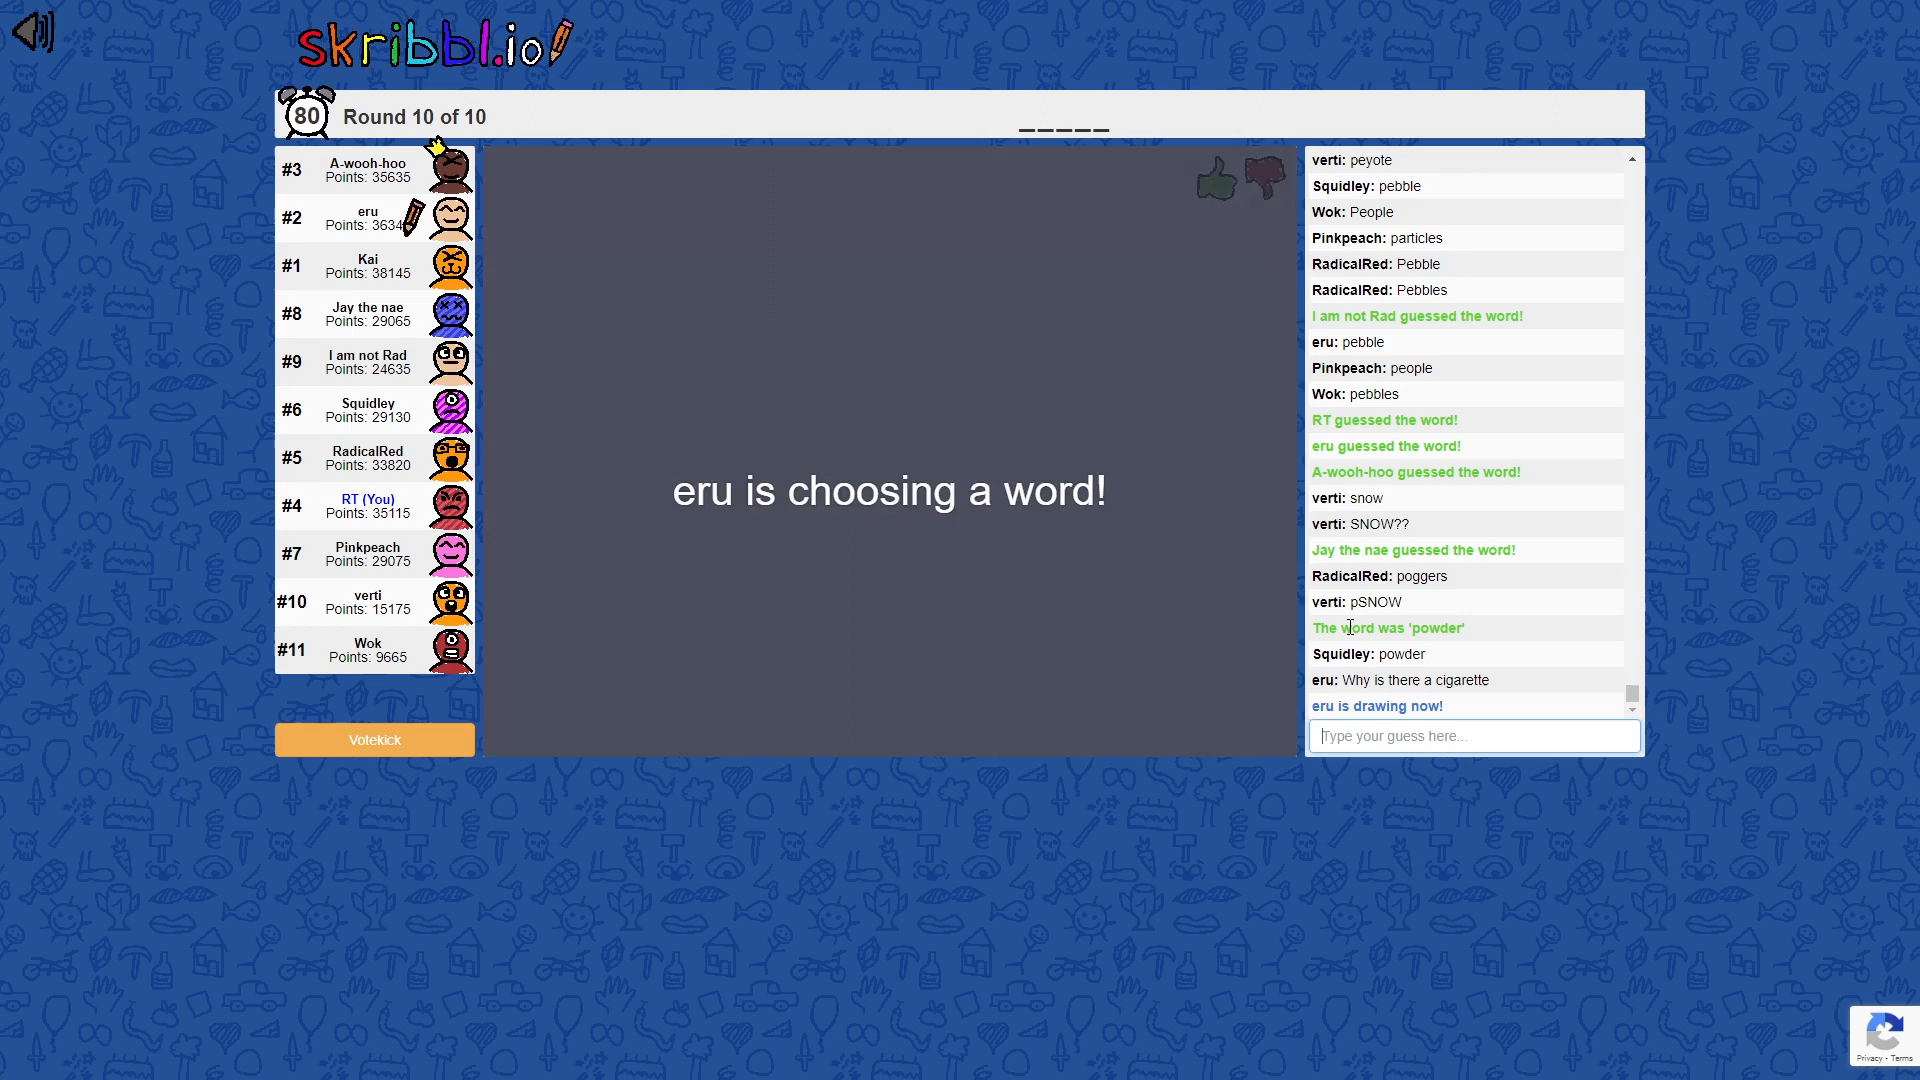 skribbl.io
80
Round 10 of 10
_____
#3
A-wooh-hoo
Points: 35635
#2
eru
Points: 3634
#1
Kai
Points: 38145
#8
Jay the nae
Points: 29065
#9
I am not Rad
Points: 24635
#6
Squidley
Points: 29130
#5
RadicalRed
Points: 33820
#4
RT (You)
Points: 35115
#7
Pinkpeach
Points: 29075
#10
verti
Points: 15175
#11
Wok
Points: 9665
Votekick
eru is choosing a word!
verti: peyote
Squidley: pebble
Wok: People
Pinkpeach: particles
RadicalRed: Pebble
RadicalRed: Pebbles
I am not Rad guessed the word!
eru: pebble
Pinkpeach: people
Wok: pebbles
RT guessed the word!
eru guessed the word!
A-wooh-hoo guessed the word!
verti: snow
verti: SNOW??
Jay the nae guessed the word!
RadicalRed: poggers
verti: pSNOW
The word was 'powder'
Squidley: powder
eru: Why is there a cigarette
eru is drawing now!
Type your guess here...
Privacy - Terms